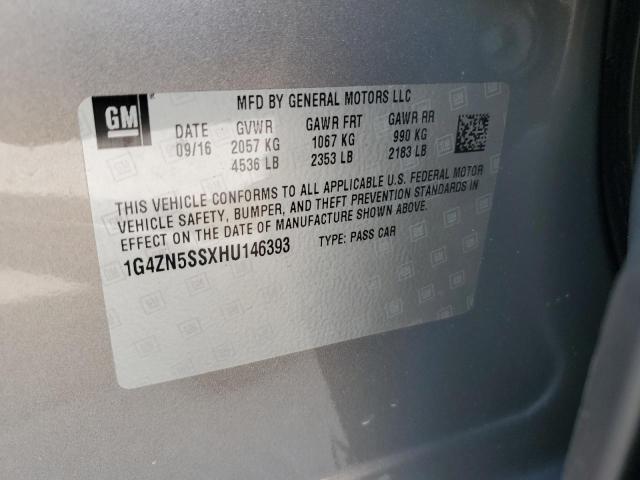 GM
MFD BY GENERAL MOTORS LLC
DATE GVWR GAWR FRT GAWR RR
09/16 2057 KG 1067 KG 990 KG
4536 LB 2353 LB 2183 LB
THIS VEHICLE CONFORMS TO ALL APPLICABLE U.S. FEDERAL MOTOR
VEHICLE SAFETY, BUMPER, AND THEFT PREVENTION STANDARDS IN
EFFECT ON THE DATE OF MANUFACTURE SHOWN ABOVE.
1G4ZN5SSXHU146393 TYPE: PASS CAR